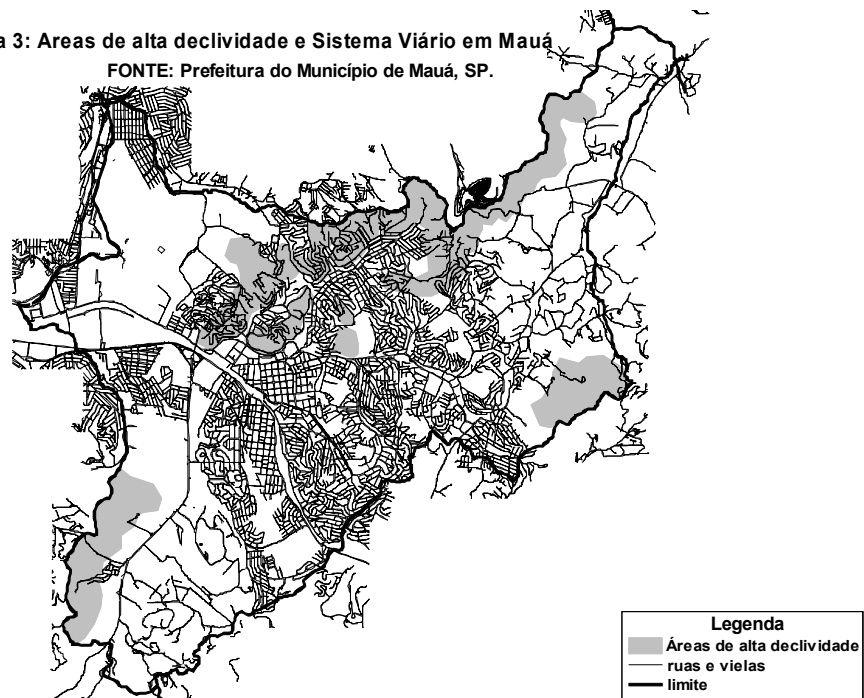 a 3: Areas de alta declividade e Sistema Viário em Mauá
FONTE: Prefeitura do Município de Mauá, SP.
Legenda
Áreas de alta declividade
ruas e vielas
limite